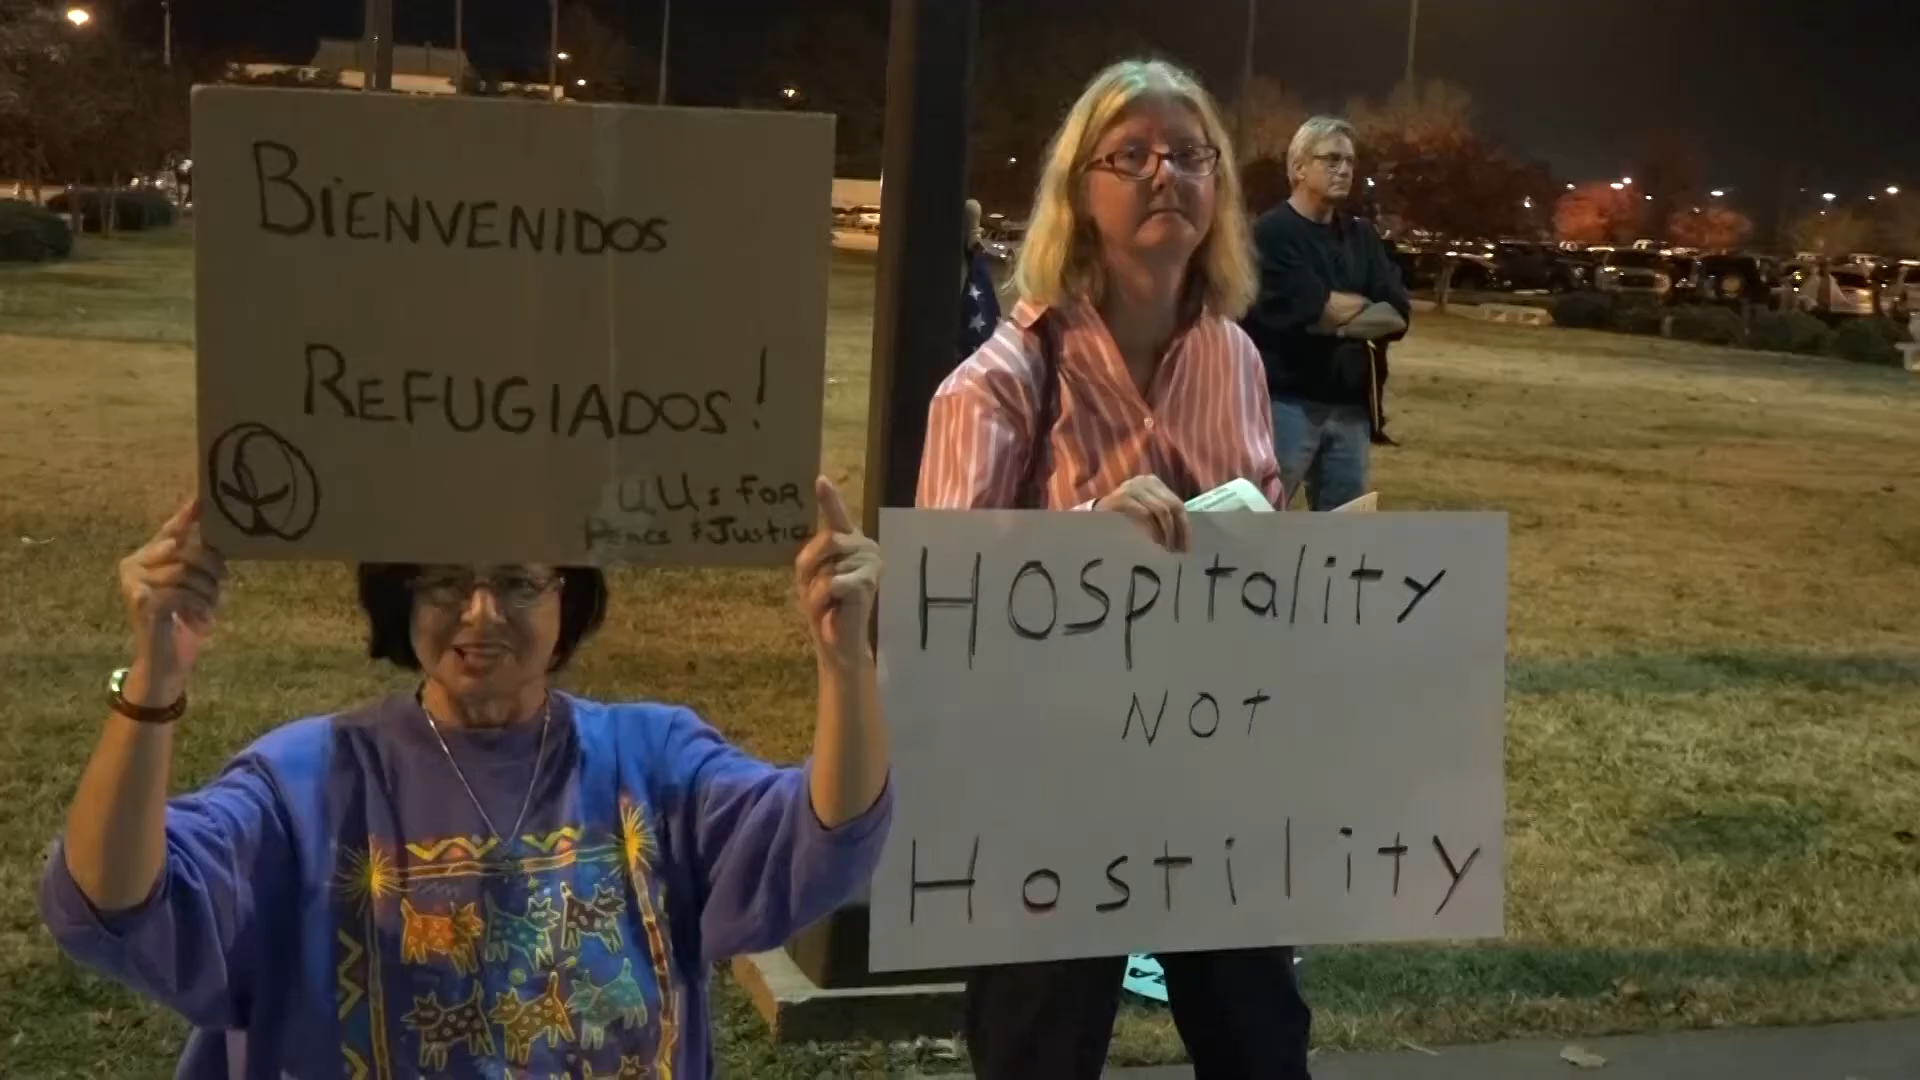 BiENVENIDOS
REFUGIADOS!
UUs FOR
Peace & Justice
HOspitality
NOt
Hostility